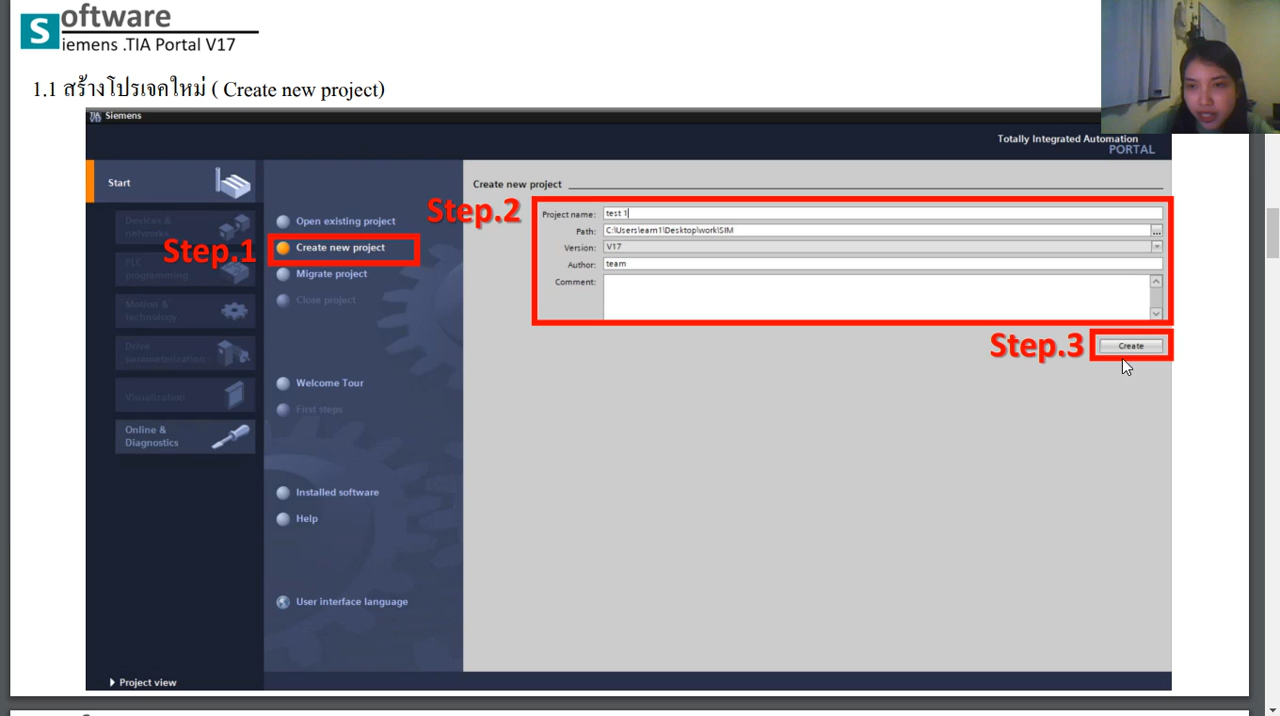 Software
Siemens .TIA Portal V17
1.1 สร้างโปรเจคใหม่ ( Create new project)
Siemens
Totally Integrated Automation
PORTAL
Start
Devices &
networks
PLC
programming
Motion &
technology
Drive
parameterization
Visualization
Online &
Diagnostics
Step.1
Open existing project
Create new project
Migrate project
Close project
Welcome Tour
First steps
Installed software
Help
User interface language
Create new project
Step.2
Project name: test 1
Path: C:\Users\earn1\Desktop\work\SIM
...
Version: V17
Author: team
Comment:
Step.3
Create
Project view